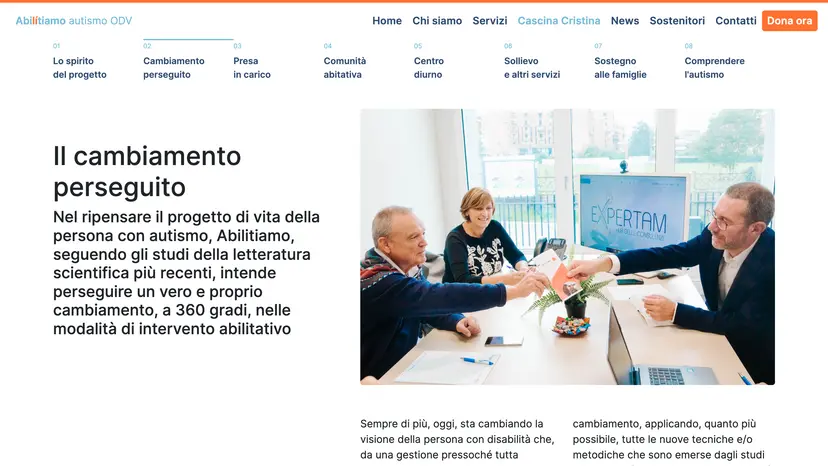 Abilitiamo autismo ODV
Home Chi siamo Servizi Cascina Cristina News Sostenitori Contatti Dona ora
01 02 03 04 05 06 07 08
Lo spirito Cambiamento Presa Comunità Centro Sollievo Sostegno Comprendere
del progetto perseguito in carico abitativa diurno e altri servizi alle famiglie l'autismo
Il cambiamento
perseguito
Nel ripensare il progetto di vita della
persona con autismo, Abilitiamo,
seguendo gli studi della letteratura
scientifica più recenti, intende
perseguire un vero e proprio
cambiamento, a 360 gradi, nelle
modalità di intervento abilitativo
EXPERTAM
Sempre di più, oggi, sta cambiando la
visione della persona con disabilità che,
da una gestione pressoché tutta
cambiamento, applicando, quanto più
possibile, tutte le nuove tecniche e/o
metodiche che sono emerse dagli studi